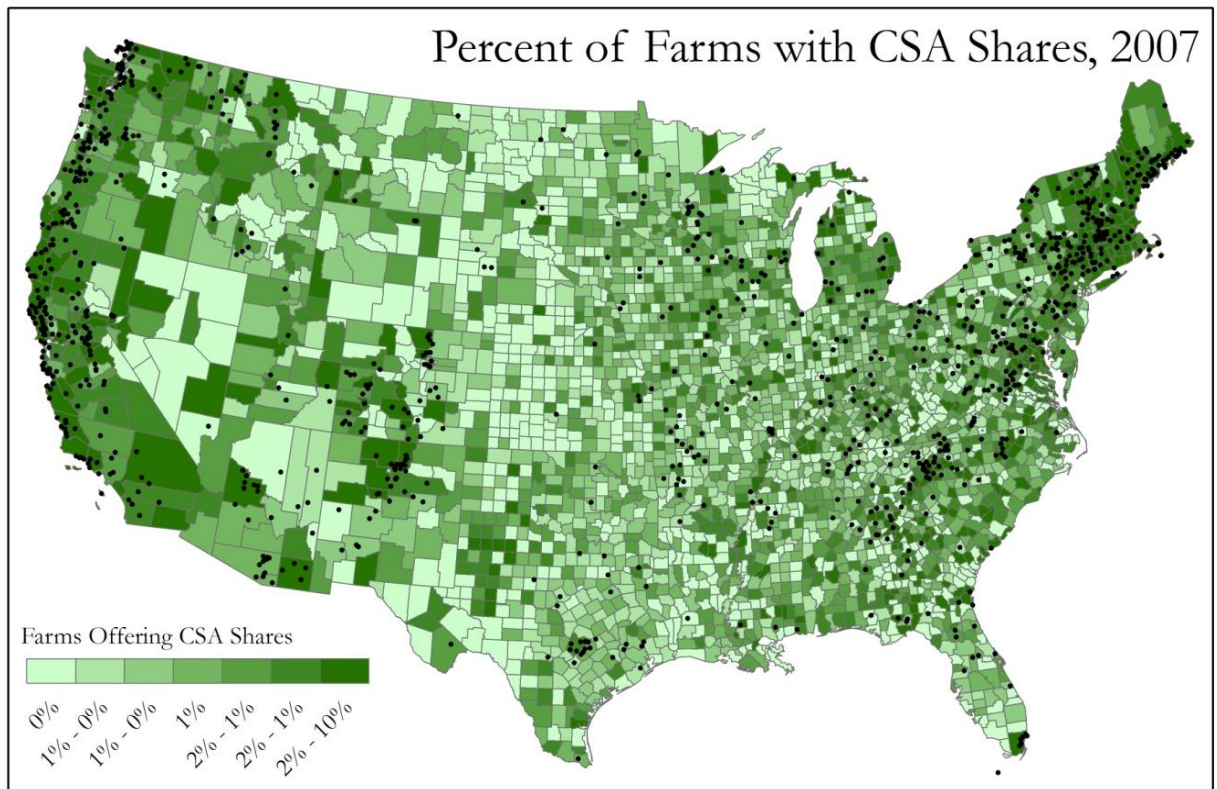 Percent of Farms with CSA Shares, 2007
Farms Offering CSA Shares
0%
1% - 0%
1% - 0%
1%
2% - 1%
2% - 1%
2% - 10%